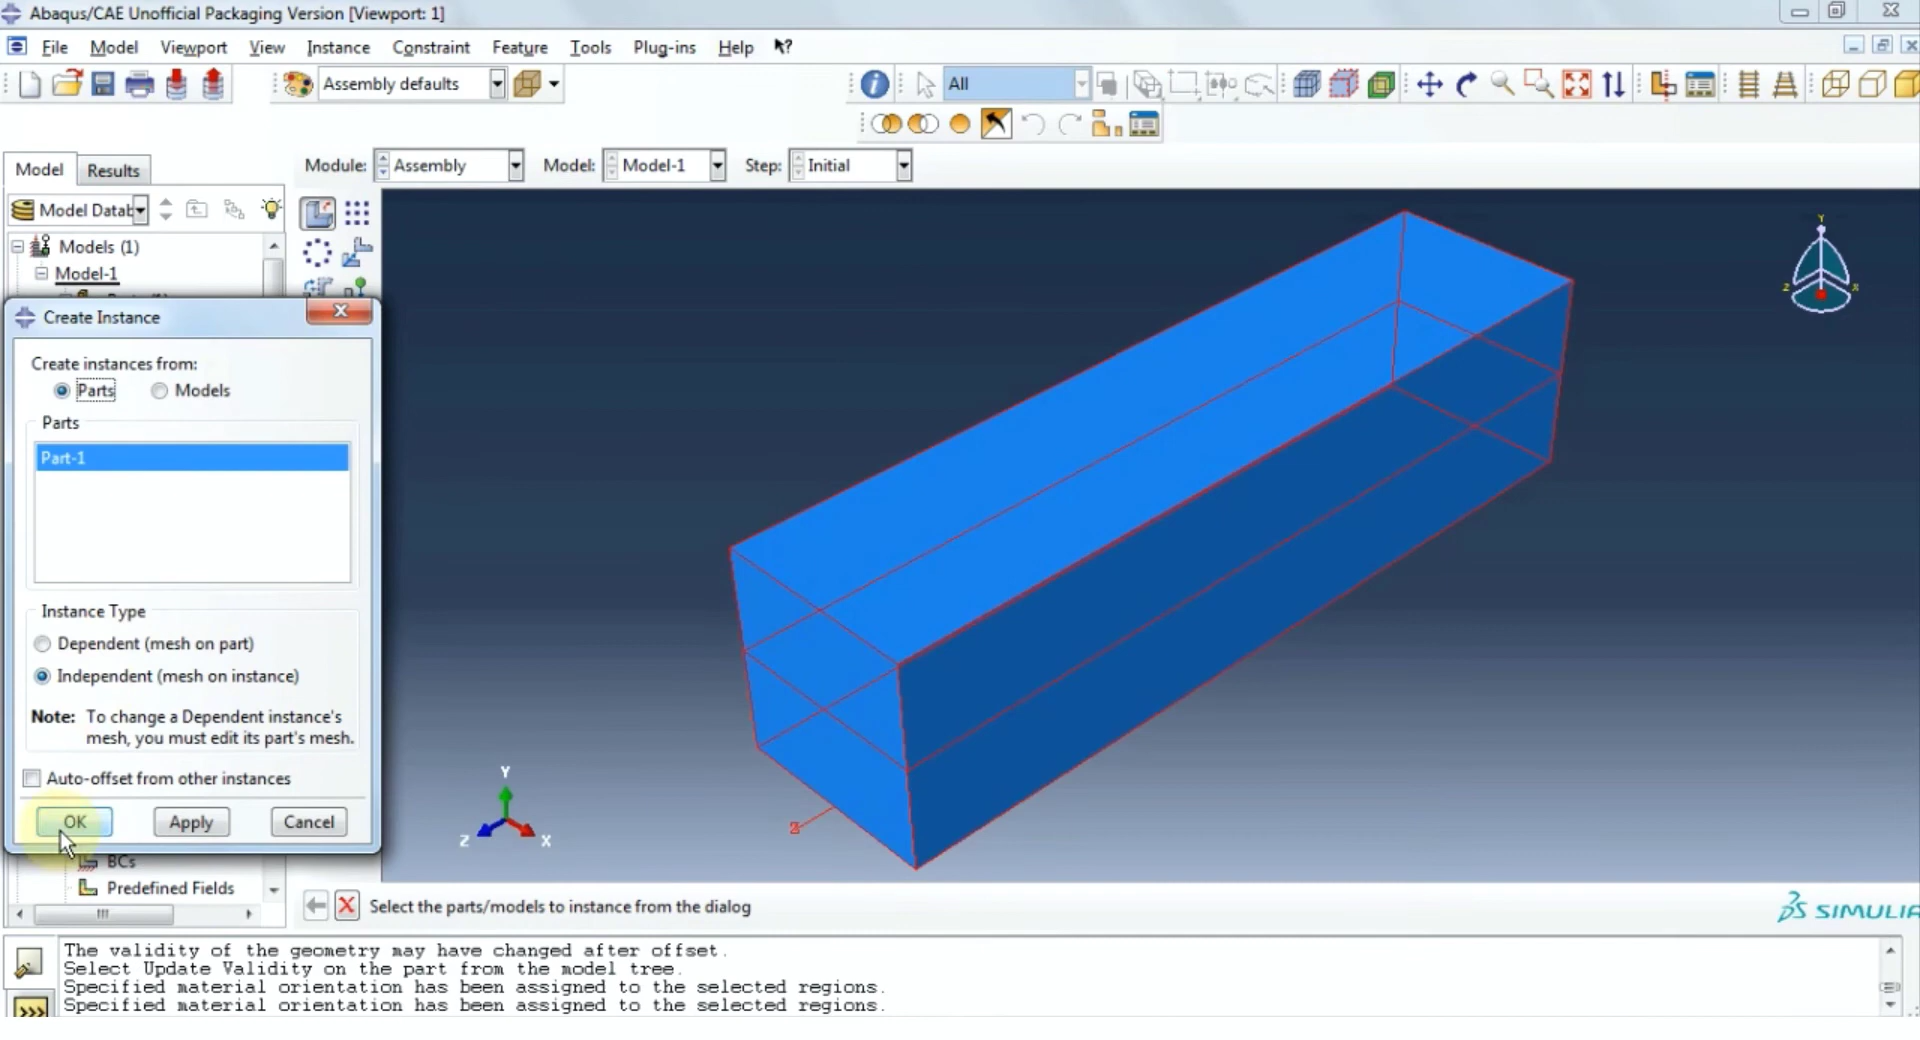 Abaqus/CAE Unofficial Packaging Version [Viewport: 1]
File Model Viewport View Instance Constraint Feature Tools Plug-ins Help ?
Assembly defaults All
Model Results Module: Assembly Model: Model-1 Step: Initial
Model Datab
Models (1)
Model-1
Create Instance
Create instances from:
Parts Models
Parts
Part-1
Instance Type
Dependent (mesh on part)
Independent (mesh on instance)
Note: To change a Dependent instance's
mesh, you must edit its part's mesh.
Auto-offset from other instances
OK Apply Cancel
BCs
Predefined Fields
Y
Z X
Y
Z X
Z
Select the parts/models to instance from the dialog
SIMULIA
The validity of the geometry may have changed after offset.
Select Update Validity on the part from the model tree.
Specified material orientation has been assigned to the selected regions.
Specified material orientation has been assigned to the selected regions.